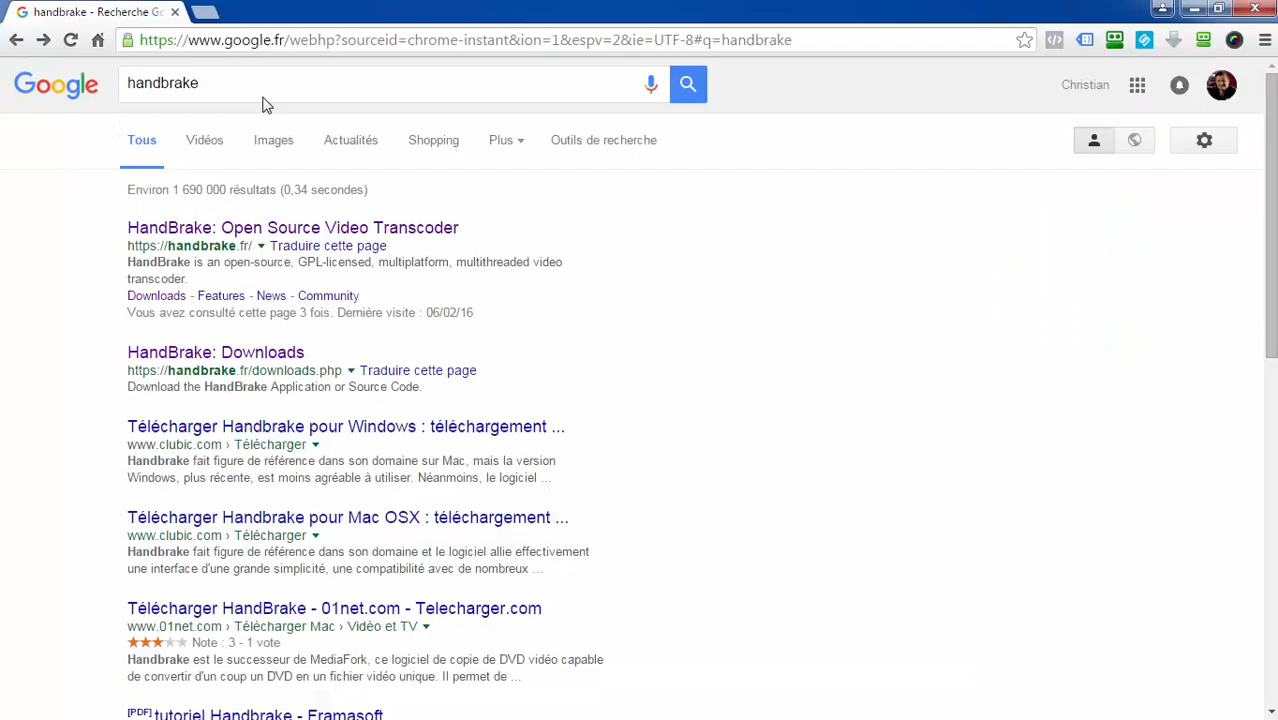 handbrake - Recherche Go
https://www.google.fr/webhp?sourceid=chrome-instant&ion=1&espv=2&ie=UTF-8#q=handbrake
Google
handbrake
Christian
Tous Vidéos Images Actualités Shopping Plus Outils de recherche
Environ 1 690 000 résultats (0,34 secondes)
HandBrake: Open Source Video Transcoder
https://handbrake.fr/ Traduire cette page
HandBrake is an open-source, GPL-licensed, multiplatform, multithreaded video
transcoder.
Downloads - Features - News - Community
Vous avez consulté cette page 3 fois. Dernière visite : 06/02/16
HandBrake: Downloads
https://handbrake.fr/downloads.php Traduire cette page
Download the HandBrake Application or Source Code.
Télécharger Handbrake pour Windows : téléchargement ...
www.clubic.com › Télécharger
Handbrake fait figure de référence dans son domaine sur Mac, mais la version
Windows, plus récente, est moins agréable à utiliser. Néanmoins, le logiciel ...
Télécharger Handbrake pour Mac OSX : téléchargement ...
www.clubic.com › Télécharger
Handbrake fait figure de référence dans son domaine et le logiciel allie effectivement
une interface d'une grande simplicité, une compatibilité avec de nombreux ...
Télécharger HandBrake - 01net.com - Telecharger.com
www.01net.com › Télécharger Mac › Vidéo et TV
Note : 3 - 1 vote
Handbrake est le successeur de MediaFork, ce logiciel de copie de DVD vidéo capable
de convertir d'un coup un DVD en un fichier vidéo unique. Il permet de ...
[PDF] tutoriel Handbrake - Framasoft